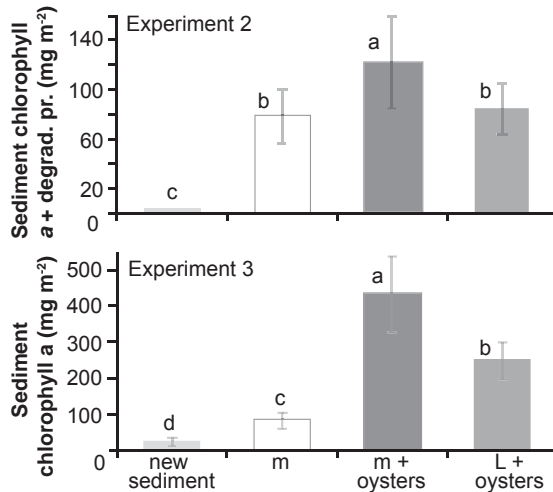 Sediment chlorophyll
a + degrad. pr. (mg m-2)
Experiment 2
140
100
80
60
20
0
c
b
a
b
Sediment
chlorophyll a (mg m-2)
Experiment 3
500
400
300
200
100
0
d
c
a
b
new
sediment
m
m +
oysters
L +
oysters